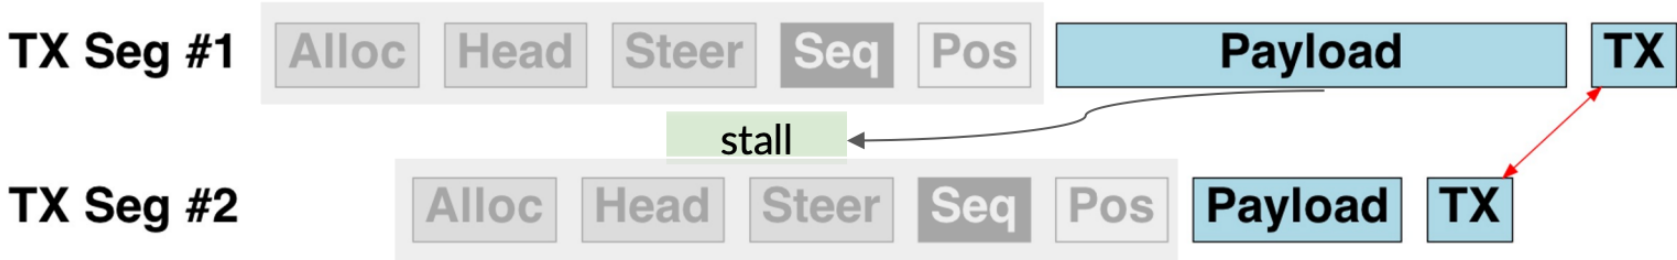 TX Seg #1 Alloc Head Steer Seq Pos Payload TX
stall
TX Seg #2 Alloc Head Steer Seq Pos Payload TX